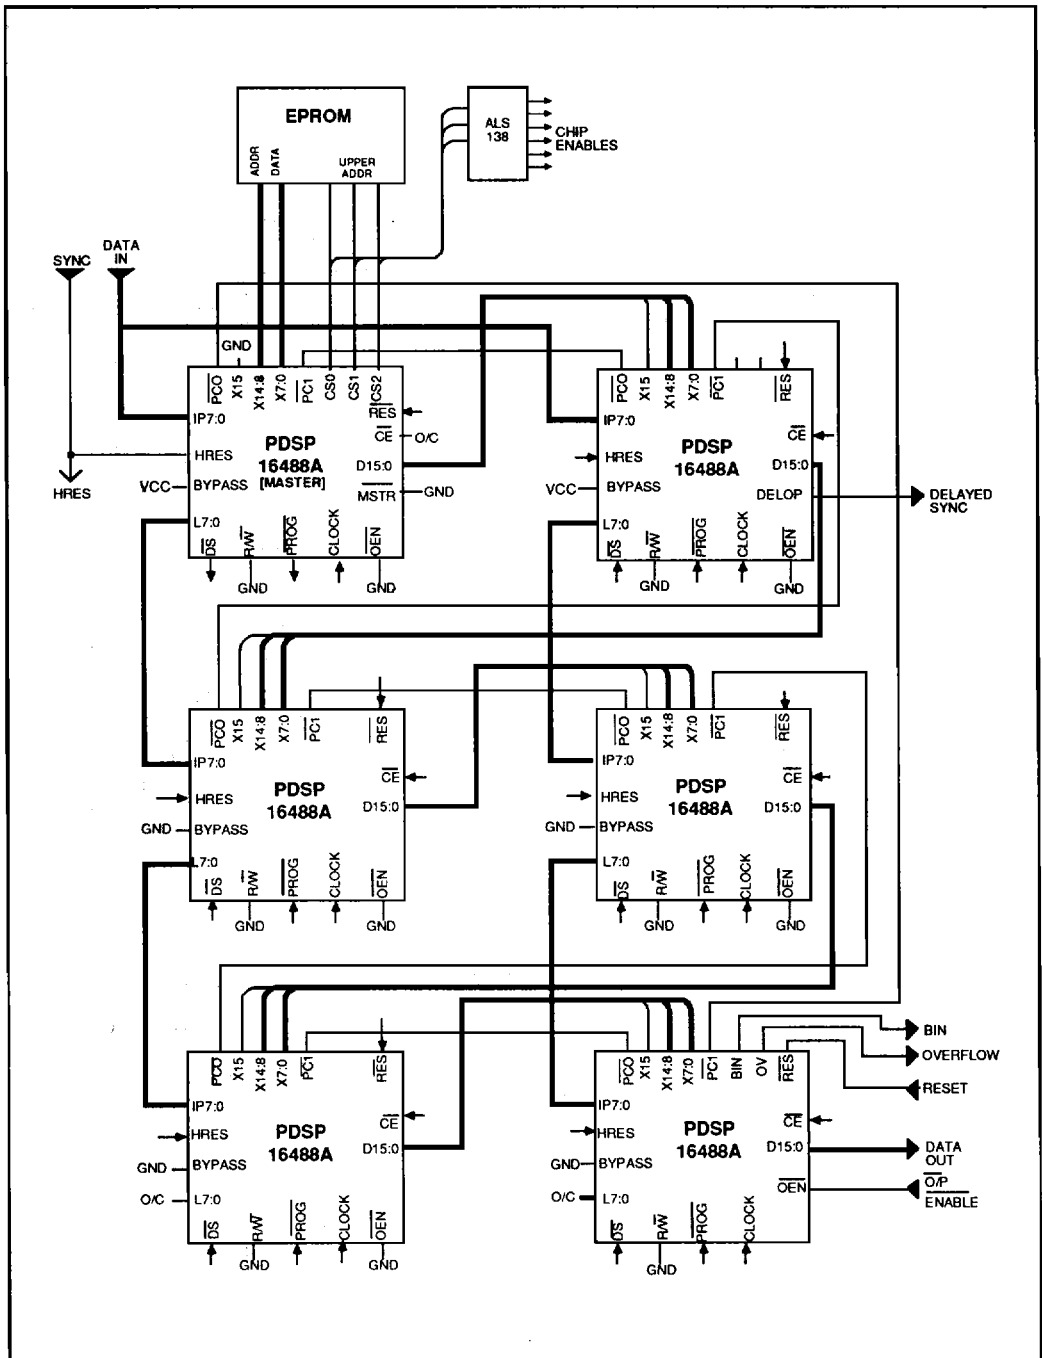 EPROM
ADDR
DATA
UPPER
ADDR
ALS
138
CHIP
ENABLES
SYNC
DATA
IN
HRES
GND
PCO
X15
X14:8
X7:0
PC1
CS0
CS1
CS2
RES
IP7:0
CE
O/C
HRES
PDSP
16488A
[MASTER]
D15:0
VCC
BYPASS
MSTR
GND
L7:0
DS
R/W
PROG
CLOCK
OEN
GND
GND
PCO
X15
X14:8
X7:0
PC1
RES
IP7:0
CE
HRES
PDSP
16488A
D15:0
VCC
BYPASS
DELOP
DELAYED
SYNC
L7:0
DS
R/W
PROG
CLOCK
OEN
GND
GND
PCO
X15
X14:8
X7:0
PC1
RES
IP7:0
CE
HRES
PDSP
16488A
D15:0
GND
BYPASS
L7:0
DS
R/W
PROG
CLOCK
OEN
GND
GND
PCO
X15
X14:8
X7:0
PC1
RES
IP7:0
CE
HRES
PDSP
16488A
D15:0
GND
BYPASS
L7:0
DS
R/W
PROG
CLOCK
OEN
GND
GND
PCO
X15
X14:8
X7:0
PC1
RES
IP7:0
CE
HRES
PDSP
16488A
D15:0
GND
BYPASS
O/C
L7:0
DS
R/W
PROG
CLOCK
OEN
GND
GND
PCO
X15
X14:8
X7:0
PC1
BIN
OV
RES
BIN
OVERFLOW
RESET
IP7:0
CE
HRES
PDSP
16488A
D15:0
DATA
OUT
GND
BYPASS
OEN
O/P
ENABLE
O/C
L7:0
DS
R/W
PROG
CLOCK
GND